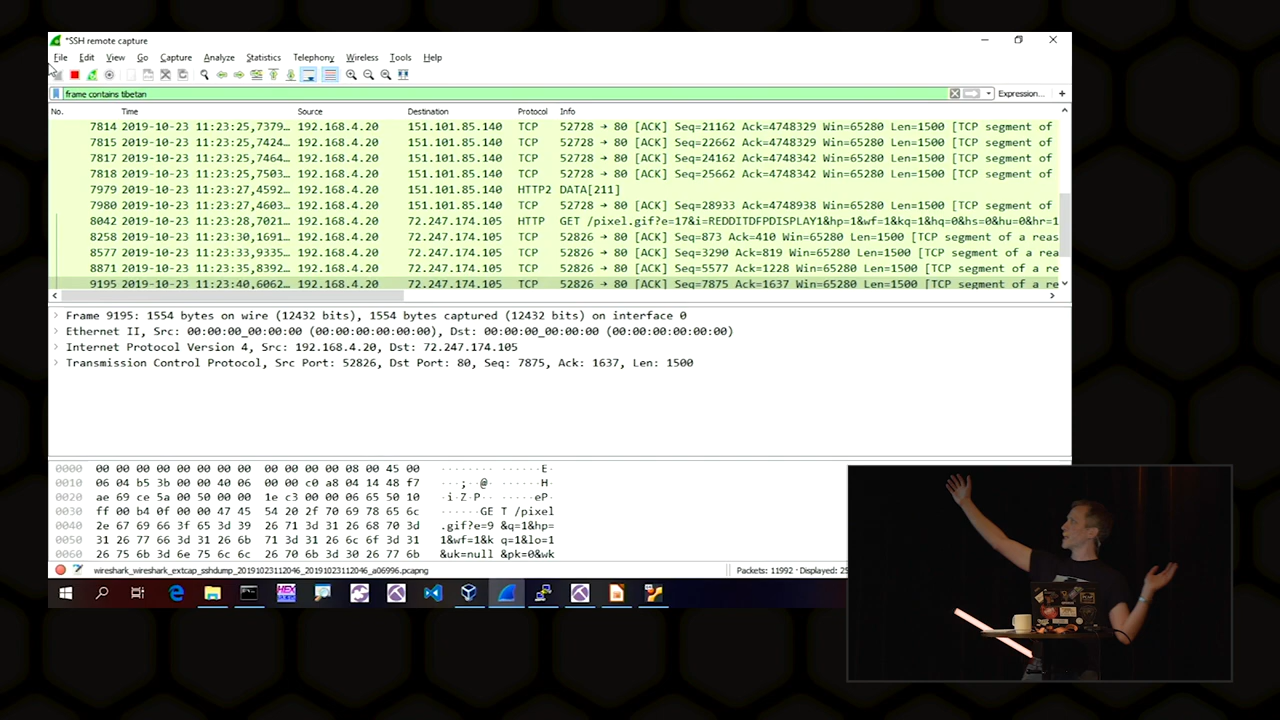 *SSH remote capture
File Edit View Go Capture Analyze Statistics Telephony Wireless Tools Help
frame contains tibetan
Expression... +
No. Time Source Destination Protocol Info
7814 2019-10-23 11:23:25,7379… 192.168.4.20 151.101.85.140 TCP 52728 → 80 [ACK] Seq=21162 Ack=4748329 Win=65280 Len=1500 [TCP segment of
7815 2019-10-23 11:23:25,7424… 192.168.4.20 151.101.85.140 TCP 52728 → 80 [ACK] Seq=22662 Ack=4748329 Win=65280 Len=1500 [TCP segment of
7817 2019-10-23 11:23:25,7464… 192.168.4.20 151.101.85.140 TCP 52728 → 80 [ACK] Seq=24162 Ack=4748342 Win=65280 Len=1500 [TCP segment of
7818 2019-10-23 11:23:25,7503… 192.168.4.20 151.101.85.140 TCP 52728 → 80 [ACK] Seq=25662 Ack=4748342 Win=65280 Len=1500 [TCP segment of
7979 2019-10-23 11:23:27,4592… 192.168.4.20 151.101.85.140 HTTP2 DATA[211]
7980 2019-10-23 11:23:27,4603… 192.168.4.20 151.101.85.140 TCP 52728 → 80 [ACK] Seq=28933 Ack=4748938 Win=65280 Len=1500 [TCP segment of
8042 2019-10-23 11:23:28,7021… 192.168.4.20 72.247.174.105 HTTP GET /pixel.gif?e=17&i=REDDITDFPDISPLAY1&hp=1&wf=1&kq=1&hq=0&hs=0&hu=0&hr=1
8258 2019-10-23 11:23:30,1691… 192.168.4.20 72.247.174.105 TCP 52826 → 80 [ACK] Seq=873 Ack=410 Win=65280 Len=1500 [TCP segment of a reas
8577 2019-10-23 11:23:33,9335… 192.168.4.20 72.247.174.105 TCP 52826 → 80 [ACK] Seq=3290 Ack=819 Win=65280 Len=1500 [TCP segment of a rea
8871 2019-10-23 11:23:35,8392… 192.168.4.20 72.247.174.105 TCP 52826 → 80 [ACK] Seq=5577 Ack=1228 Win=65280 Len=1500 [TCP segment of a re
9195 2019-10-23 11:23:40,6062… 192.168.4.20 72.247.174.105 TCP 52826 → 80 [ACK] Seq=7875 Ack=1637 Win=65280 Len=1500 [TCP segment of a re
Frame 9195: 1554 bytes on wire (12432 bits), 1554 bytes captured (12432 bits) on interface 0
Ethernet II, Src: 00:00:00_00:00:00 (00:00:00:00:00:00), Dst: 00:00:00_00:00:00 (00:00:00:00:00:00)
Internet Protocol Version 4, Src: 192.168.4.20, Dst: 72.247.174.105
Transmission Control Protocol, Src Port: 52826, Dst Port: 80, Seq: 7875, Ack: 1637, Len: 1500
0000 00 00 00 00 00 00 00 00 00 00 00 00 08 00 45 00 ········ ······E·
0010 06 04 b5 3b 00 00 40 06 00 00 c0 a8 04 14 48 f7 ···;··@· ······H·
0020 ae 69 ce 5a 00 50 00 00 1e c3 00 00 06 65 50 10 ·i·Z·P·· ·····eP·
0030 ff 00 b4 0f 00 00 47 45 54 20 2f 70 69 78 65 6c ······GE T /pixel
0040 2e 67 69 66 3f 65 3d 39 26 71 3d 31 26 68 70 3d .gif?e=9 &q=1&hp=
0050 31 26 77 66 3d 31 26 6b 71 3d 31 26 6c 6f 3d 31 1&wf=1&k q=1&lo=1
0060 26 75 6b 3d 6e 75 6c 6c 26 70 6b 3d 30 26 77 6b &uk=null &pk=0&wk
wireshark_wireshark_extcap_sshdump_20191023112046_20191023112046_a06996.pcapng Packets: 11992 · Displayed: 25
HEX